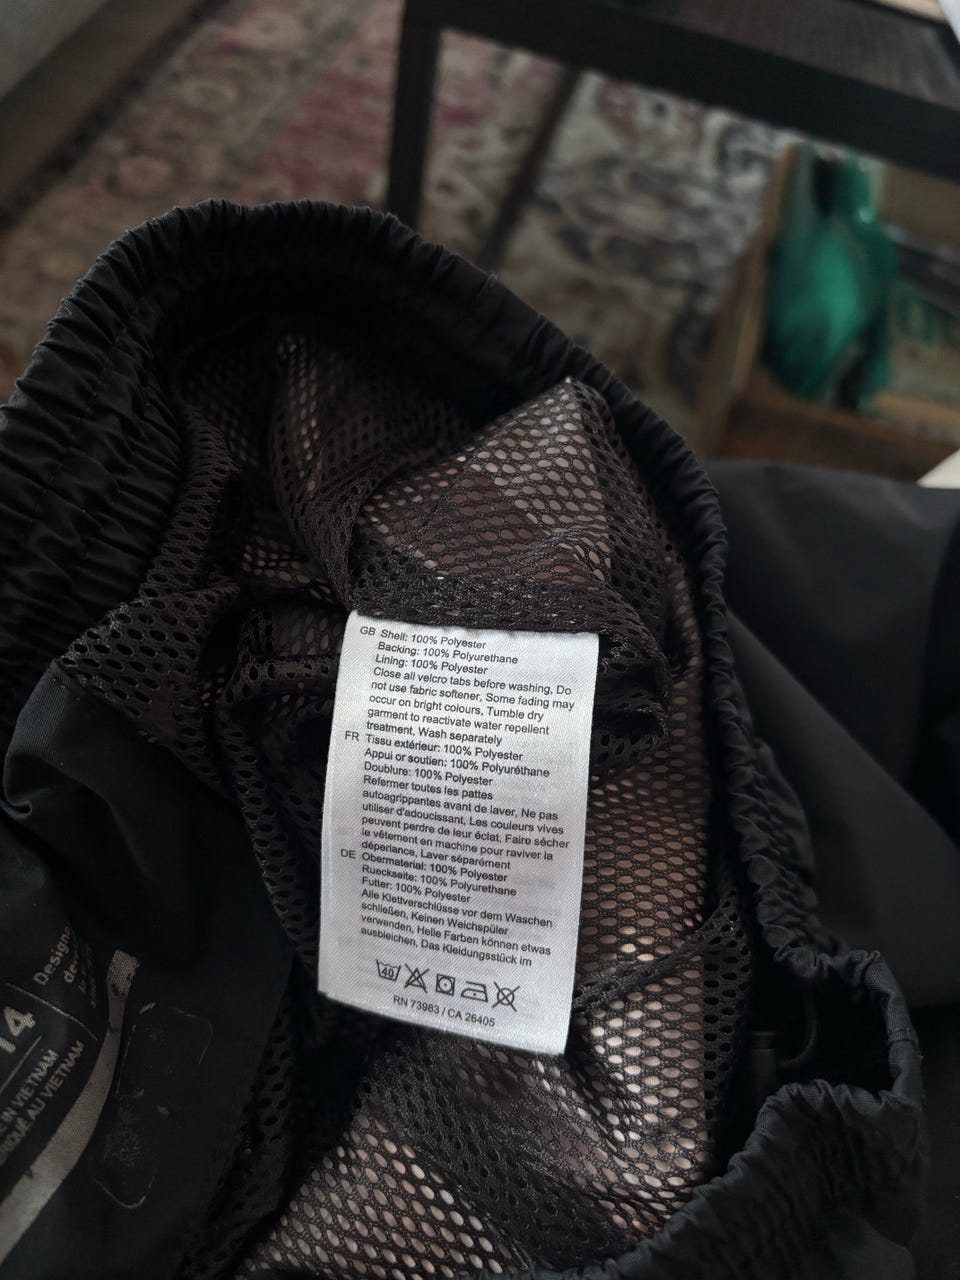 GB Shell: 100% Polyester
Backing: 100% Polyurethane
Lining: 100% Polyester
Close all velcro tabs before washing, Do
not use fabric softener, Some fading may
occur on bright colours, Tumble dry
garment to reactivate water repellent
treatment, Wash separately
FR Tissu extérieur: 100% Polyester
Appui or soutien: 100% Polyuréthane
Doublure: 100% Polyester
Refermer toutes les pattes
autoagrippantes avant de laver, Ne pas
utiliser d'adoucissant, Les couleurs vives
peuvent perdre de leur éclat, Faire sécher
le vêtement en machine pour raviver la
déperlance, Laver séparément
DE Obermaterial: 100% Polyester
Rueckseite: 100% Polyurethane
Futter: 100% Polyester
Alle Klettverschlüsse vor dem Waschen
schließen, Keinen Weichspüler
verwenden, Helle Farben können etwas
ausbleichen, Das Kleidungsstück im
40
RN 73983 / CA 26405
14
IN VIETNAM
AU VIETNAM